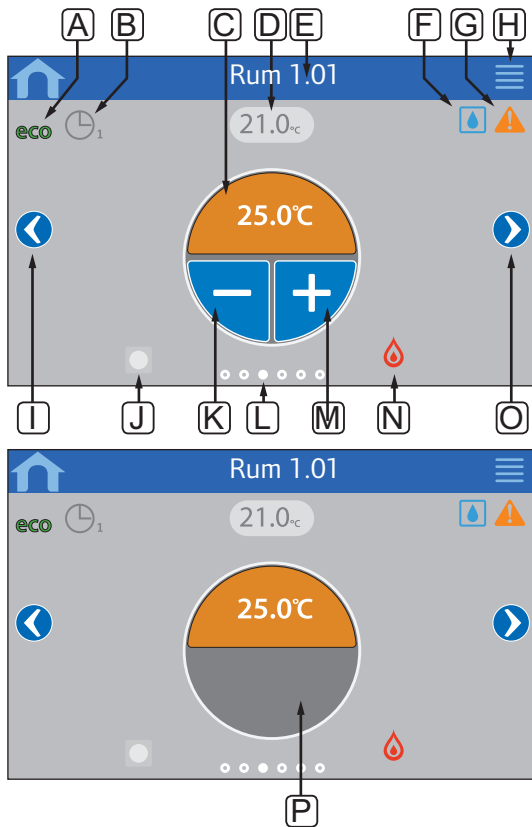 A B C D E F G H
Rum 1.01
eco 1 21.0°C
25.0°C
− +
I J K L M N O
Rum 1.01
eco 1 21.0°C
25.0°C
P